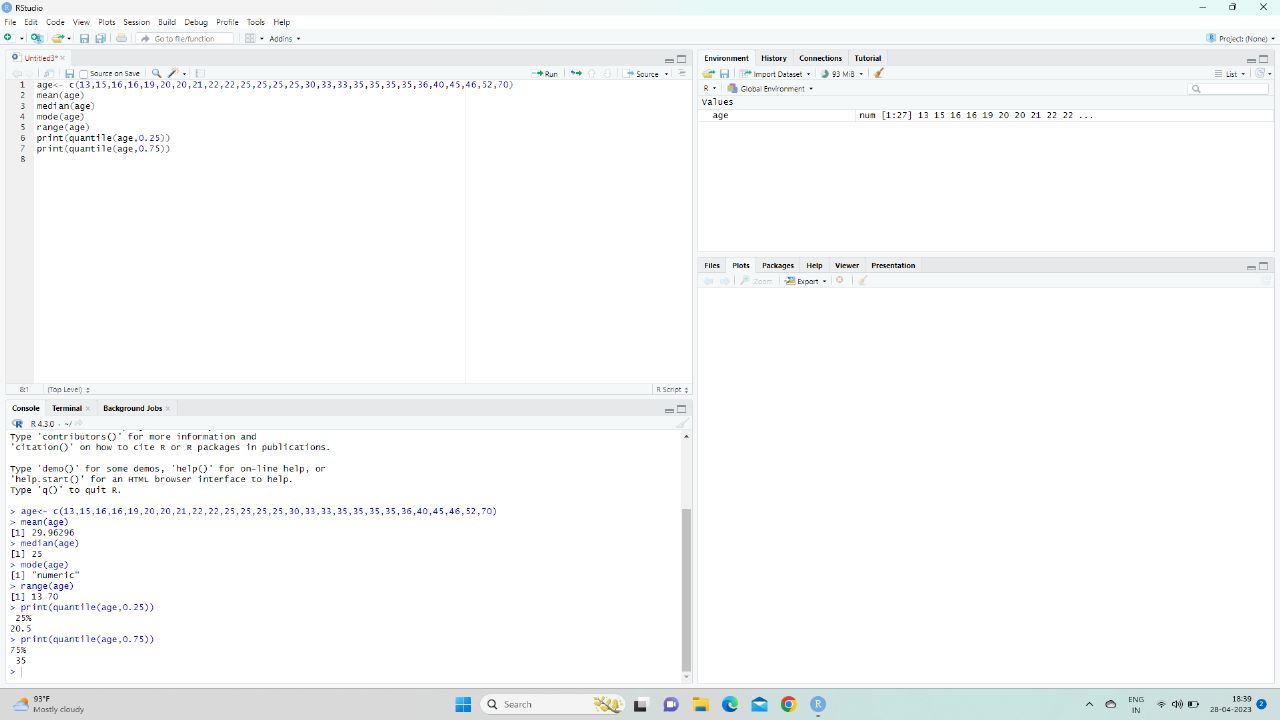 RStudio
File Edit Code View Plots Session Build Debug Profile Tools Help
Go to file/function Addins Project: (None)
Untitled3*
Source on Save Run Source
1 age<- c(13,15,16,16,19,20,20,21,22,22,25,25,25,25,30,33,33,35,35,35,35,36,40,45,46,52,70)
2 mean(age)
3 median(age)
4 mode(age)
5 range(age)
6 print(quantile(age,0.25))
7 print(quantile(age,0.75))
8
8:1 (Top Level) R Script
Console Terminal Background Jobs
R 4.3.0 · ~/
Type 'contributors()' for more information and
'citation()' on how to cite R or R packages in publications.
Type 'demo()' for some demos, 'help()' for on-line help, or
'help.start()' for an HTML browser interface to help.
Type 'q()' to quit R.
> age<- c(13,15,16,16,19,20,20,21,22,22,25,25,25,25,30,33,33,35,35,35,35,36,40,45,46,52,70)
> mean(age)
[1] 29.96296
> median(age)
[1] 25
> mode(age)
[1] "numeric"
> range(age)
[1] 13 70
> print(quantile(age,0.25))
25%
20.5
> print(quantile(age,0.75))
75%
35
>
Environment History Connections Tutorial
Import Dataset 93 MiB List
R Global Environment
Values
age num [1:27] 13 15 16 16 19 20 20 21 22 22 ...
Files Plots Packages Help Viewer Presentation
Zoom Export
93°F
Mostly cloudy
Search
ENG
IN
18:39
28-04-2023
2